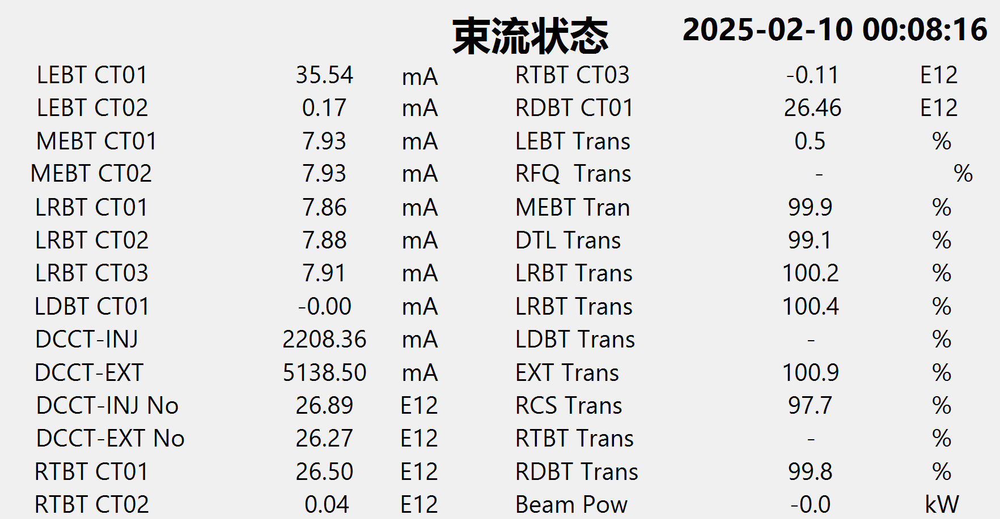 束流状态 2025-02-10 00:08:16
LEBT CT01 35.54 mA RTBT CT03 -0.11 E12
LEBT CT02 0.17 mA RDBT CT01 26.46 E12
MEBT CT01 7.93 mA LEBT Trans 0.5 %
MEBT CT02 7.93 mA RFQ  Trans - %
LRBT CT01 7.86 mA MEBT Tran 99.9 %
LRBT CT02 7.88 mA DTL Trans 99.1 %
LRBT CT03 7.91 mA LRBT Trans 100.2 %
LDBT CT01 -0.00 mA LRBT Trans 100.4 %
DCCT-INJ 2208.36 mA LDBT Trans - %
DCCT-EXT 5138.50 mA EXT Trans 100.9 %
DCCT-INJ No 26.89 E12 RCS Trans 97.7 %
DCCT-EXT No 26.27 E12 RTBT Trans - %
RTBT CT01 26.50 E12 RDBT Trans 99.8 %
RTBT CT02 0.04 E12 Beam Pow -0.0 kW